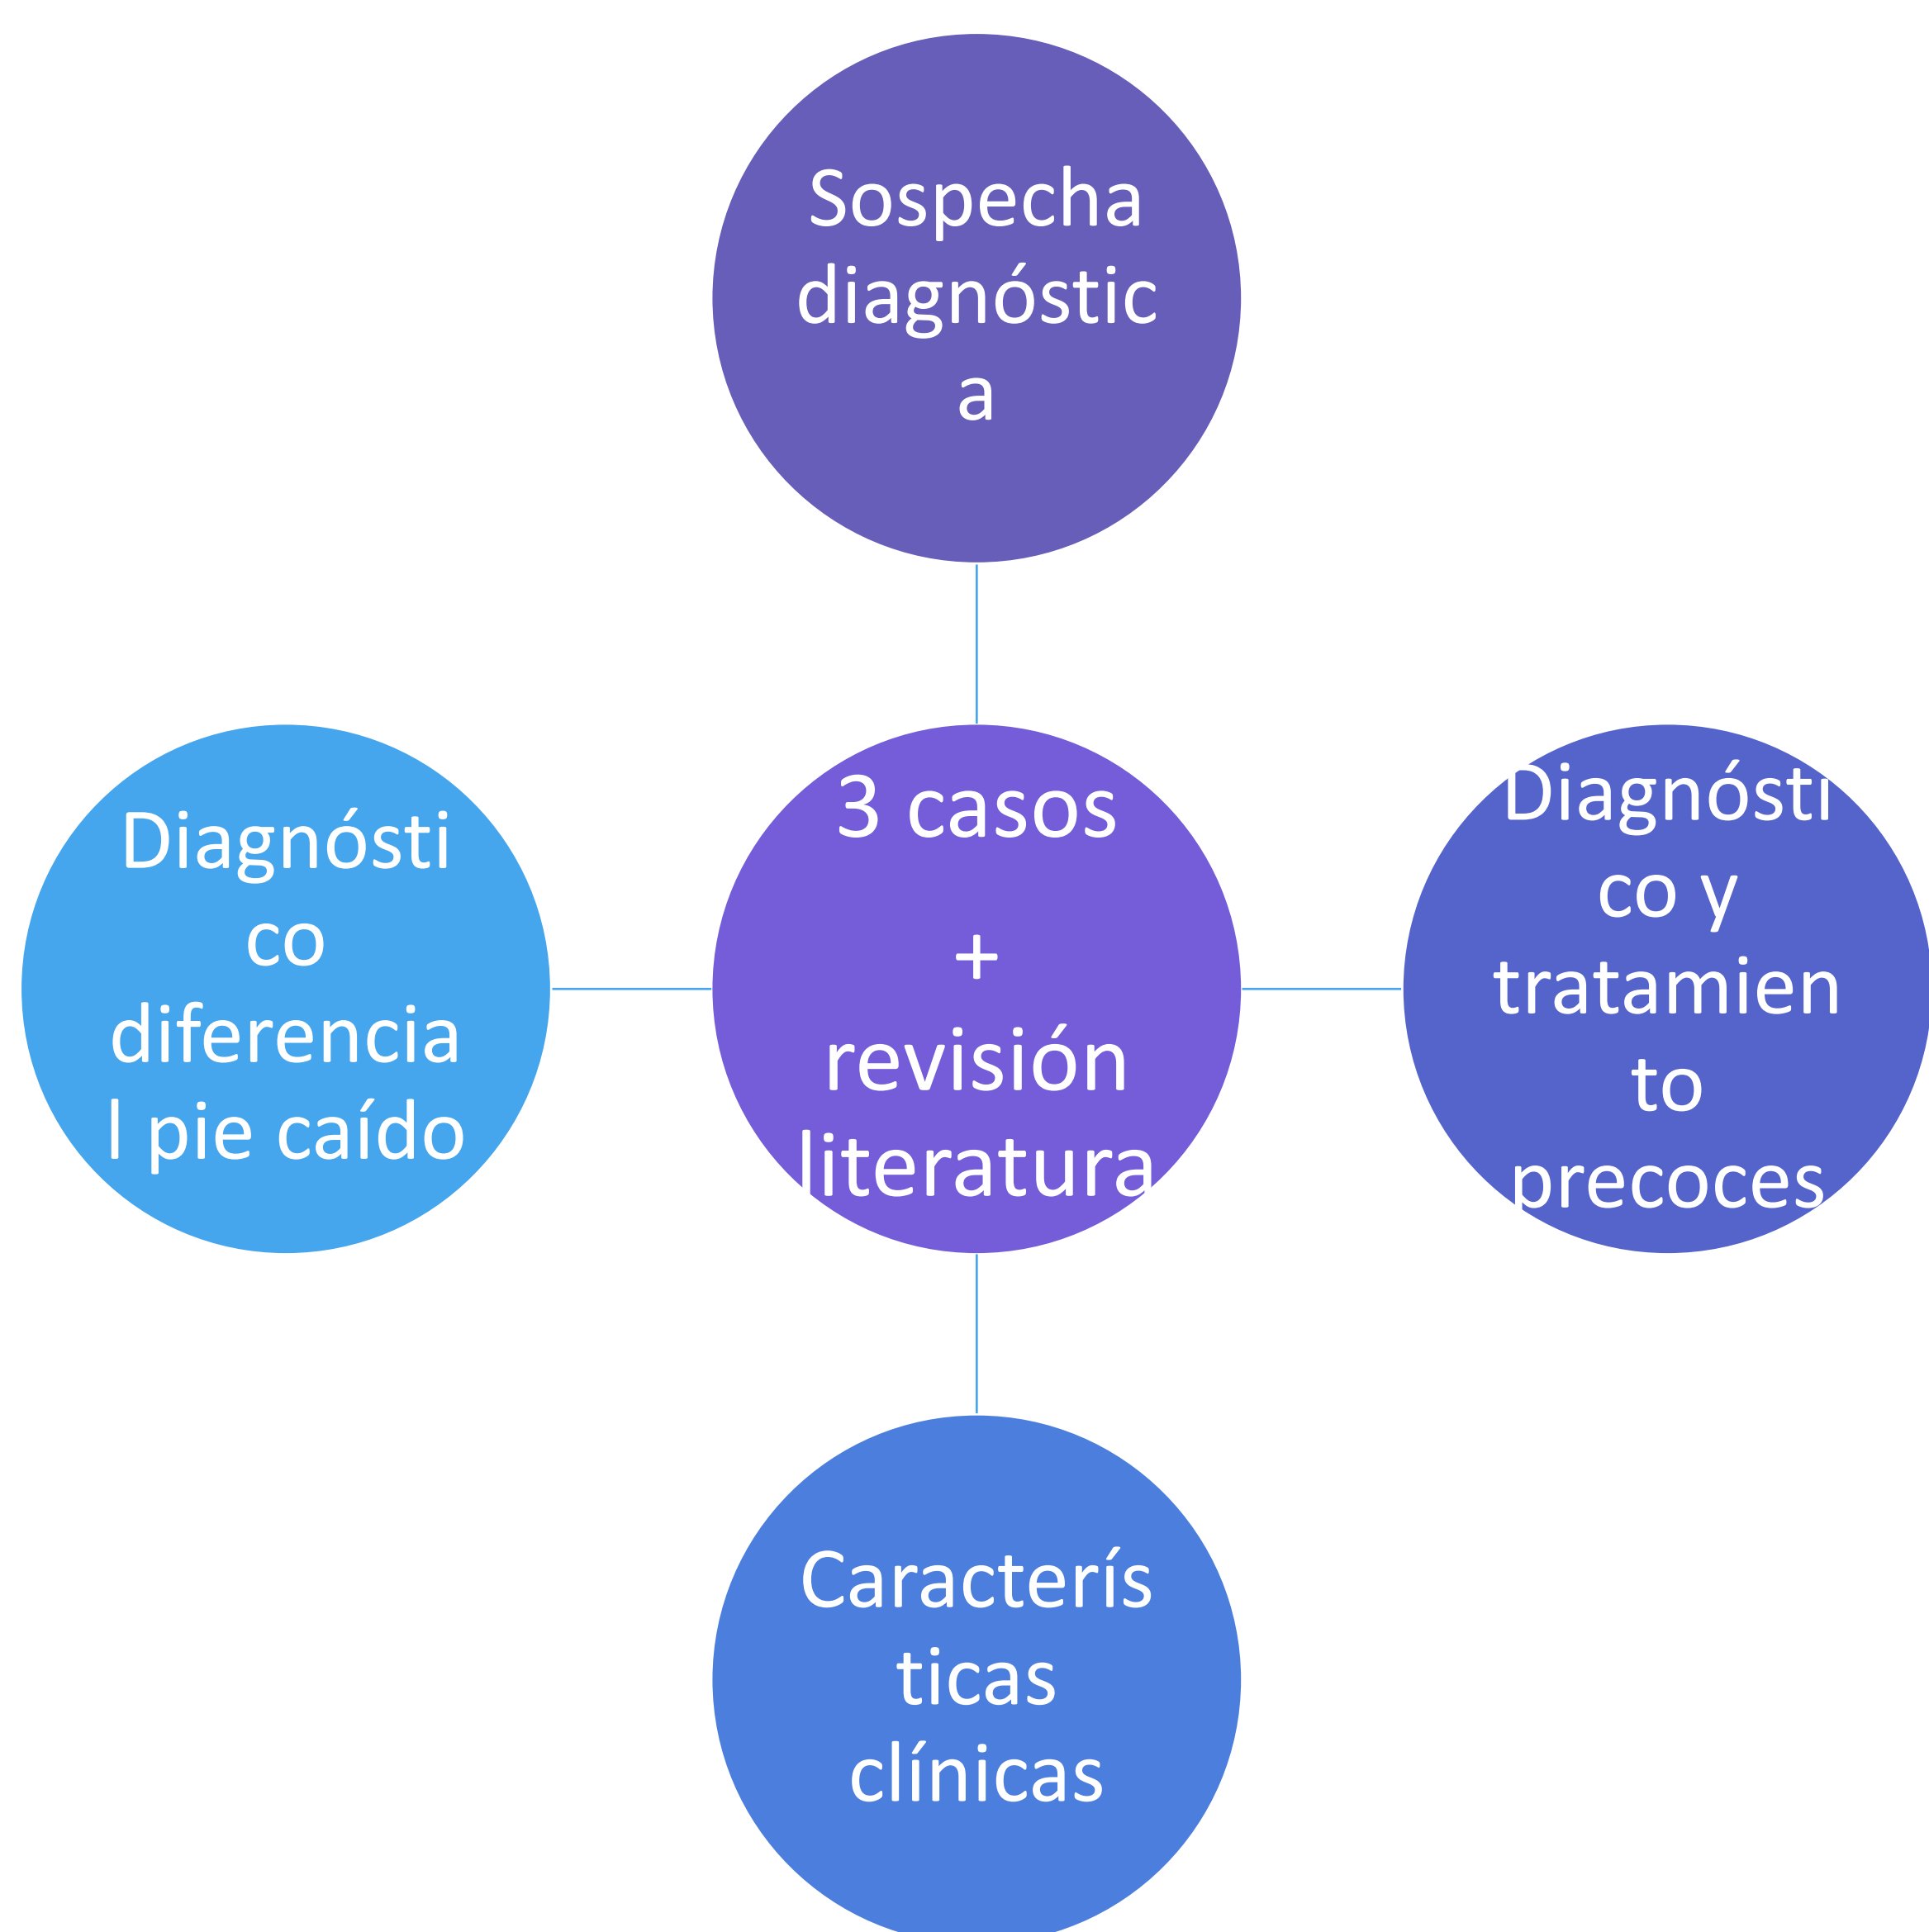 Sospecha
diagnóstic
a
Diagnósti
co
diferencia
l pie caído
3 casos
+
revisión
literatura
Diagnósti
co y
tratamien
to
precoces
Caracterís
ticas
clínicas